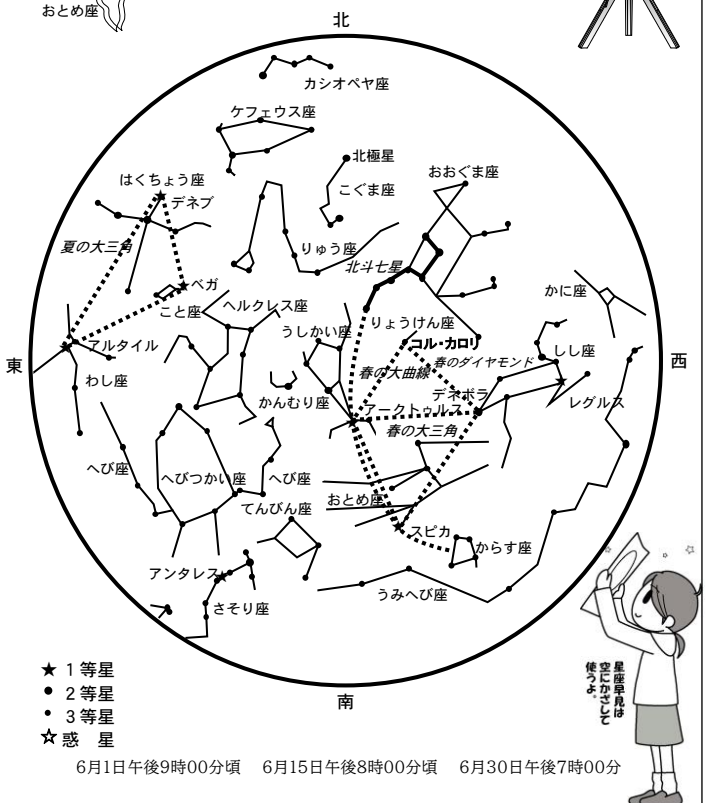 おとめ座
北
カシオペヤ座
ケフェウス座
北極星
おおぐま座
はくちょう座
こぐま座
デネブ
夏の大三角
りゅう座
北斗七星
ベガ
かに座
こと座
ヘルクレス座
うしかい座
りょうけん座
コル・カロリ
東
アルタイル
春のダイヤモンド
しし座
西
わし座
春の大曲線
デネボラ
レグルス
かんむり座
アークトゥルス
春の大三角
へび座
へびつかい座
へび座
おとめ座
てんびん座
スピカ
からす座
アンタレス
さそり座
うみへび座
南
★ 1等星
● 2等星
• 3等星
☆ 惑 星
星座早見は
空にかざして
使うよ。
6月1日午後9時00分頃 6月15日午後8時00分頃 6月30日午後7時00分